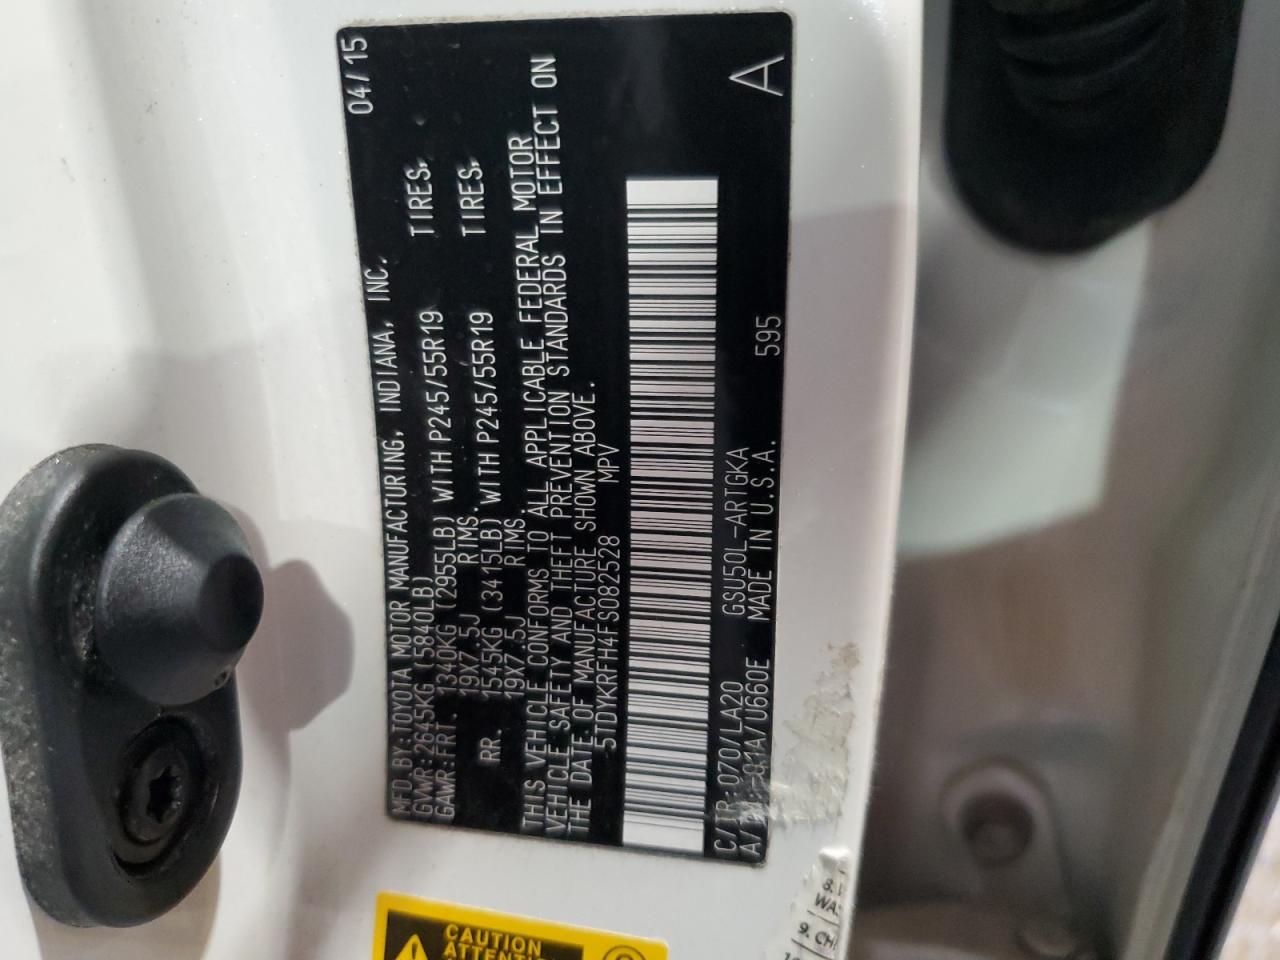 MFD.BY:TOYOTA MOTOR MANUFACTURING, INDIANA, INC. 04/15
GVWR:2645KG (5840LB)
GAWR:FRT. 1340KG (2955LB) WITH P245/55R19 TIRES,
19X7.5J RIMS.
RR. 1545KG (3415LB) WITH P245/55R19 TIRES,
19X7.5J RIMS.
THIS VEHICLE CONFORMS TO ALL APPLICABLE FEDERAL MOTOR
VEHICLE SAFETY AND THEFT PREVENTION STANDARDS IN EFFECT ON
THE DATE OF MANUFACTURE SHOWN ABOVE.
5TDYKRFH4FS082528 MPV
C/TR:070/LA20 GSU50L-ARTGKA 595 A
U660E MADE IN U.S.A.
CAUTION
9. CH